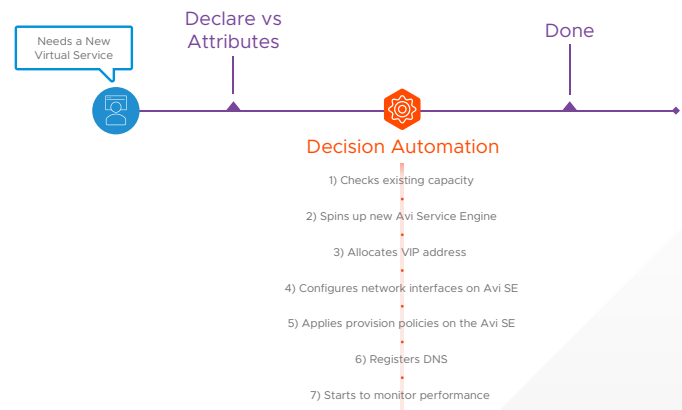 Needs a New
Virtual Service
Declare vs
Attributes
Done
Decision Automation
1) Checks existing capacity
2) Spins up new Avi Service Engine
3) Allocates VIP address
4) Configures network interfaces on Avi SE
5) Applies provision policies on the Avi SE
6) Registers DNS
7) Starts to monitor performance